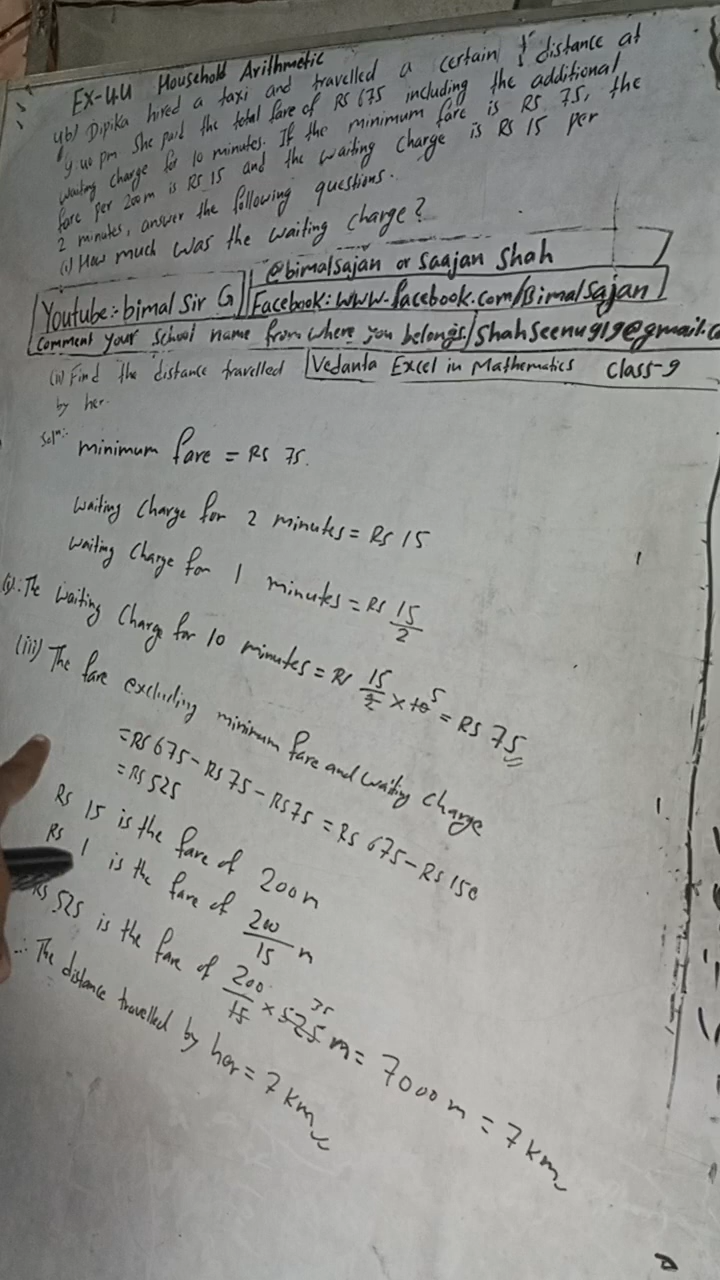 Ex-4.4 Household Arithmetic
4b) Dipika hired a taxi and travelled a certain distance at
4:40 pm She paid the total fare of RS 675 including the additional
waiting charge for 10 minutes. If the minimum fare is RS 75, the
fare per 200m is RS 15 and the waiting charge is RS 15 per
2 minutes, answer the following questions.
(i) How much was the waiting charge?
@bimalsajan or Saajan Shah
Youtube:- bimal Sir G
Facebook: www.facebook.com/Bimalsajan
Comment your School name from where you belongs.
Shahseenu919@gmail.c
(ii) Find the distance travelled
by her.
Vedanta Excel in Mathematics Class-9
Solⁿ:-
minimum fare = RS 75.
Waiting Charge for 2 minutes = RS 15
Waiting Charge for 1 minutes = RS 15/2
(i) ∴ The Waiting Charge for 10 minutes = RS 15/2 × 10 5 = RS 75
(iii) The fare excluding minimum fare and waiting charge
= RS 675 - RS 75 - RS 75 = RS 675 - RS 150
= RS 525
RS 15 is the fare of 200m
RS 1 is the fare of 200/15 m
RS 525 is the fare of 200/15 × 525 35 m = 7000 m = 7 km
∴ The distance travelled by her = 7 km